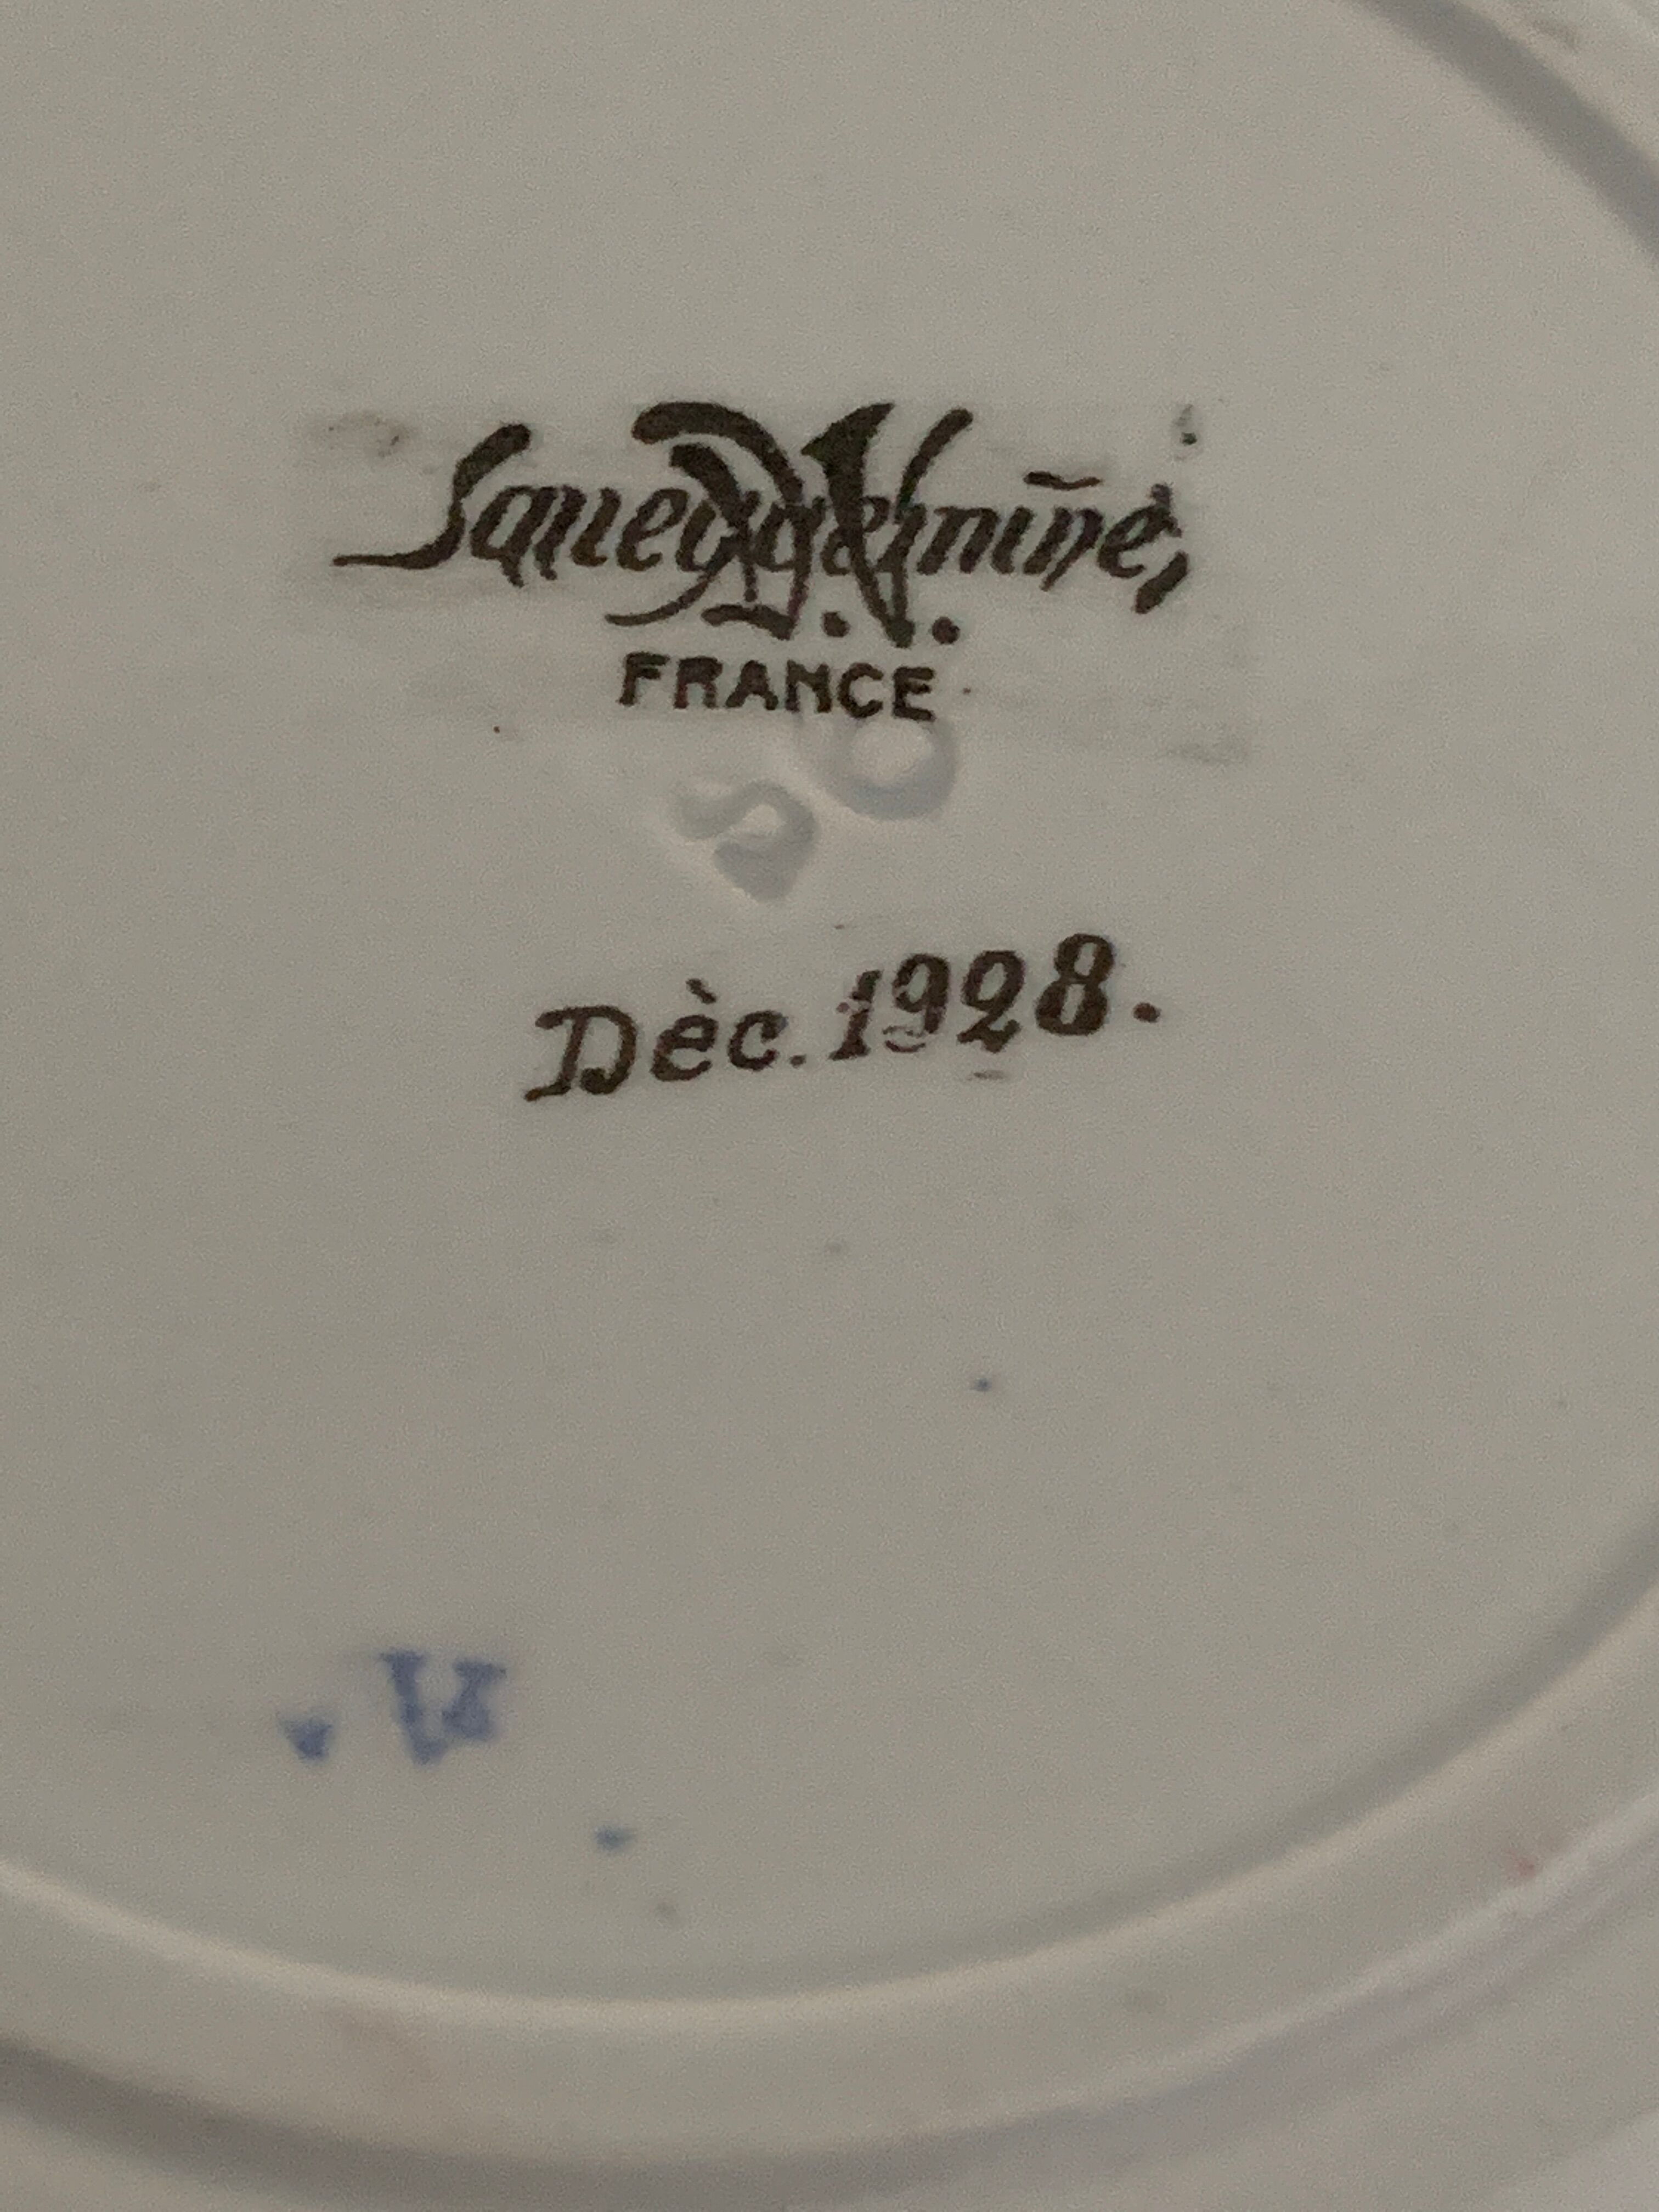 Sarreguemines
D.V.
FRANCE
Dèc. 1928.